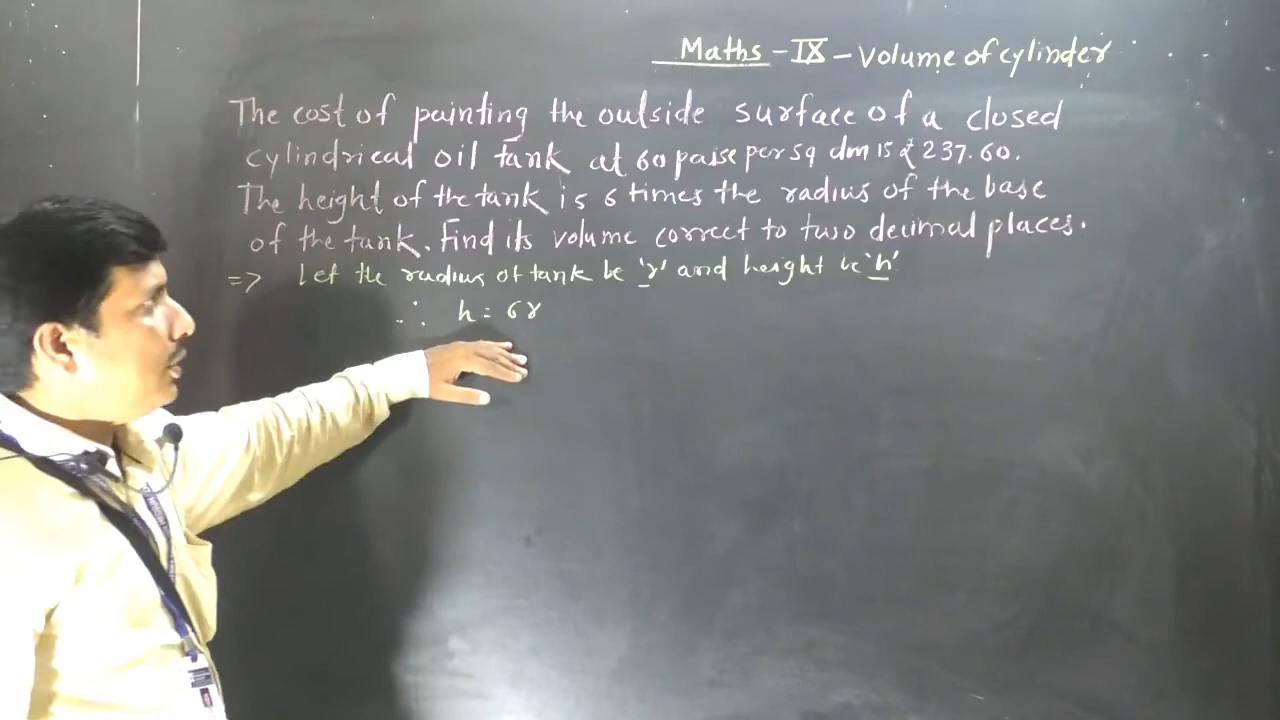 Maths - IX - Volume of cylinder
The cost of painting the outside surface of a closed
cylindrical oil tank at 60 paise per sq dm is ₹ 237.60.
The height of the tank is 6 times the radius of the base
of the tank. Find its volume correct to two decimal places.
=> Let the radius of tank be 'r' and height be 'h'.
∴ h = 6r